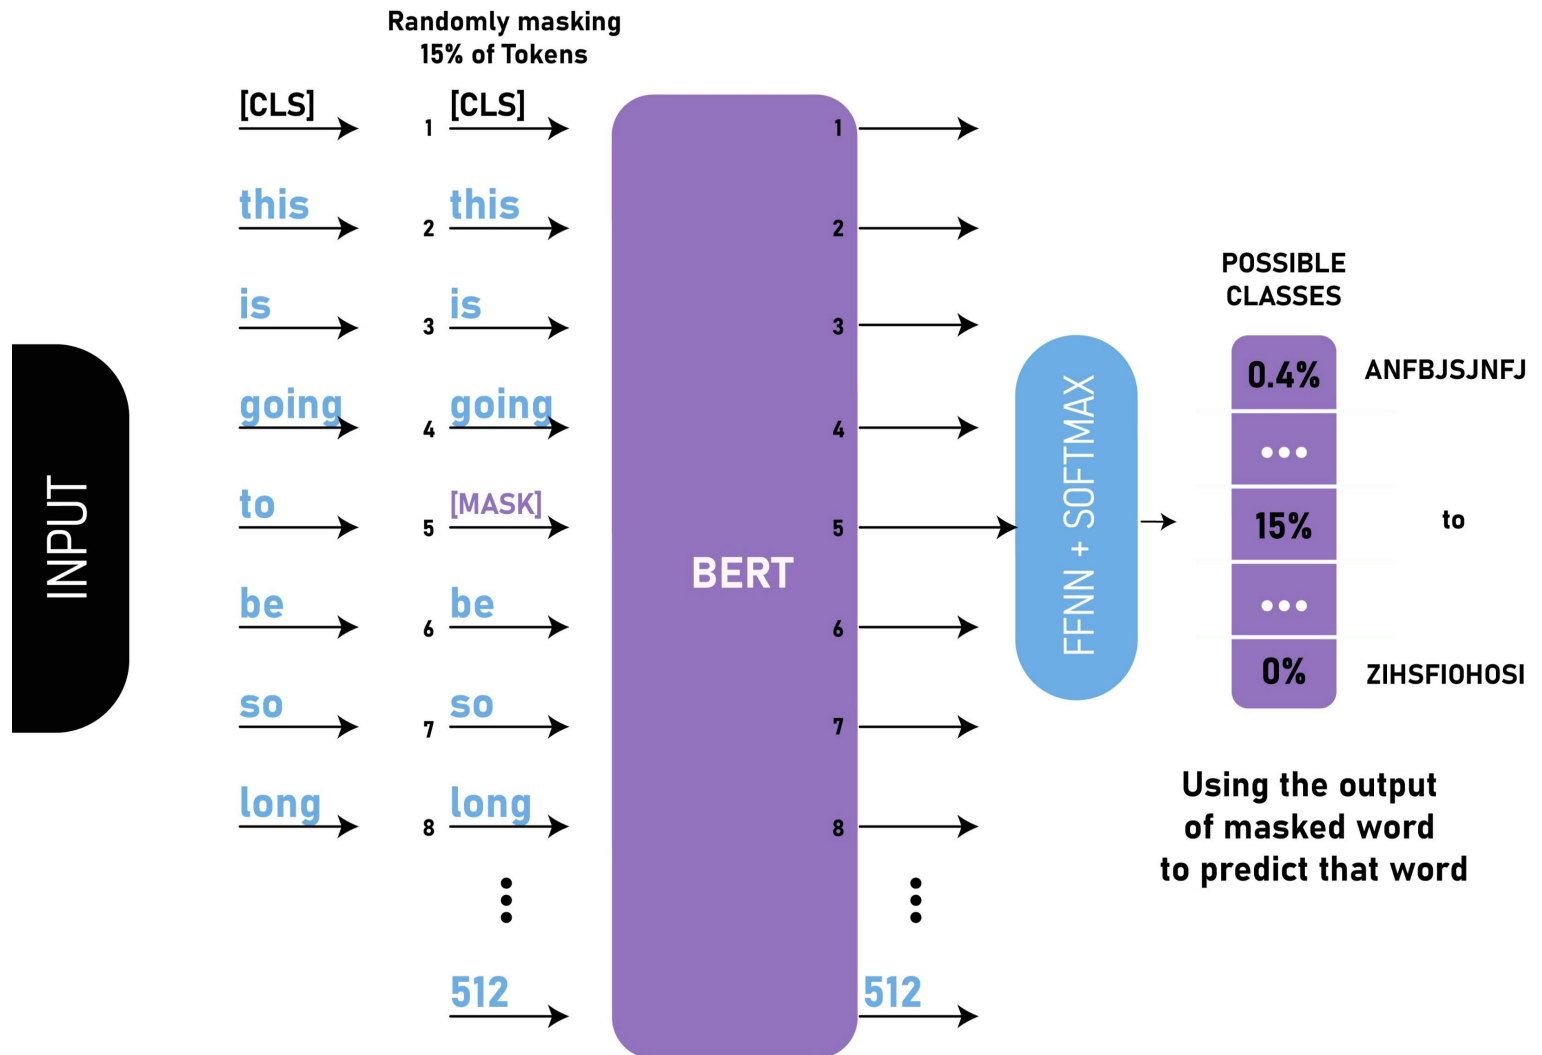 Randomly masking
15% of Tokens
INPUT
[CLS]
1 [CLS]
1
this
2 this
2
is
3 is
3
going
4 going
4
to
5 [MASK]
5
be
6 be
6
so
7 so
7
long
8 long
8
512
512
BERT
FFNN + SOFTMAX
POSSIBLE
CLASSES
0.4% ANFBJSJNFJ
15% to
0% ZIHSFIOHOSI
Using the output
of masked word
to predict that word